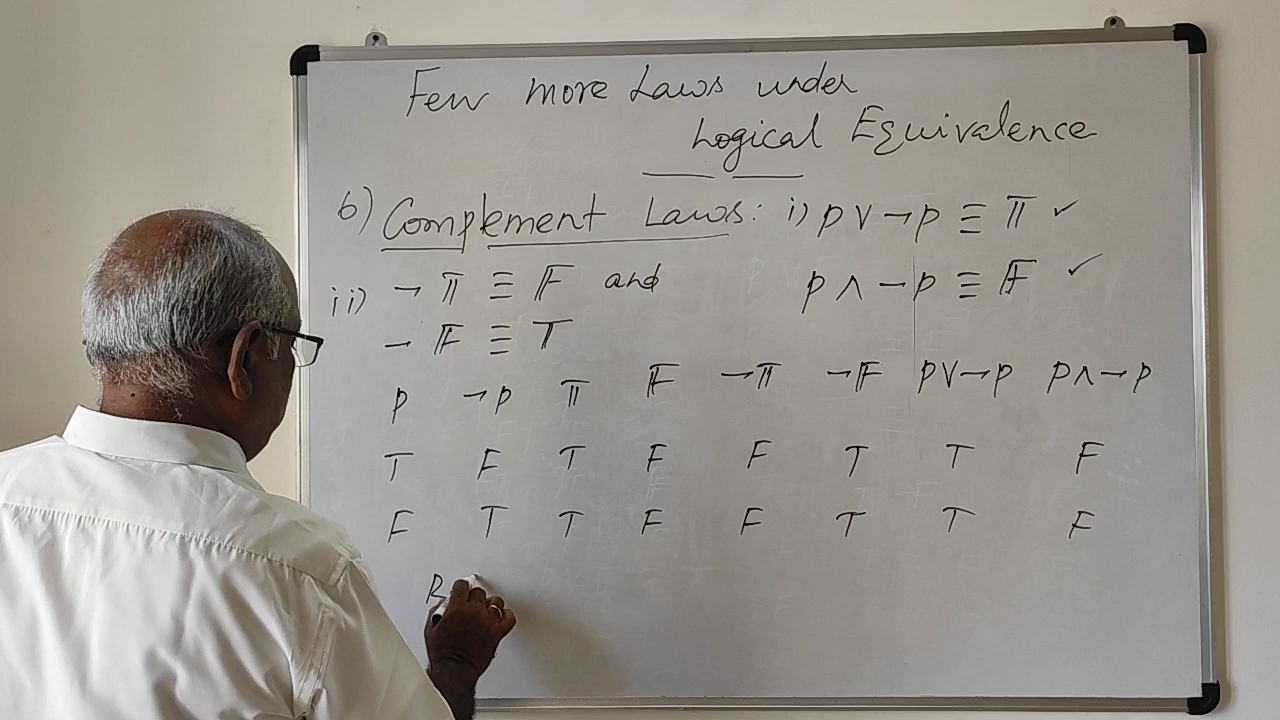 Few more Laws under
Logical Equivalence
6) Complement Laws: i) p ∨ ¬p ≡ 𝕋 ✓
ii) ¬𝕋 ≡ 𝔽 and p ∧ ¬p ≡ 𝔽 ✓
¬𝔽 ≡ T
p ¬p 𝕋 𝔽 ¬𝕋 ¬𝔽 p∨¬p p∧¬p
T F T F F T T F
F T T F F T T F